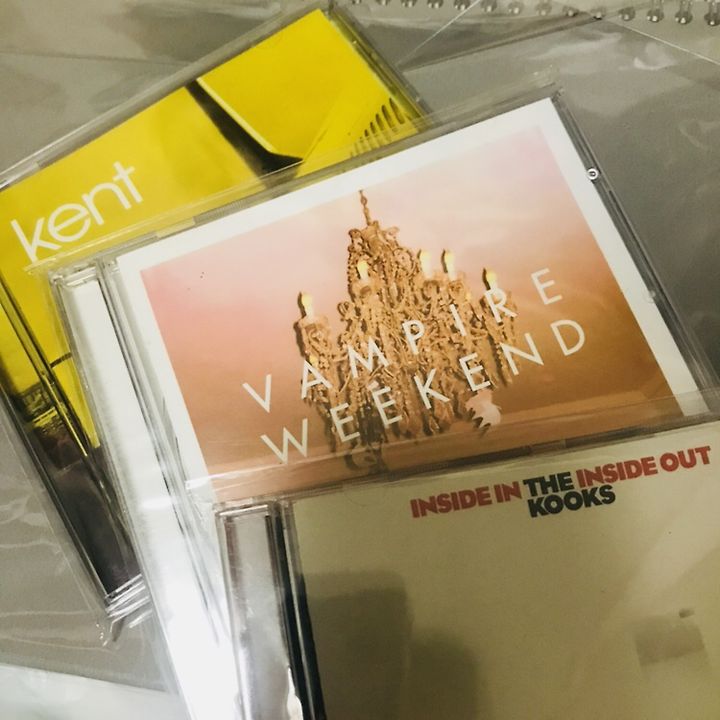 kent
VAMPIRE
WEEKEND
INSIDE IN THE INSIDE OUT
KOOKS